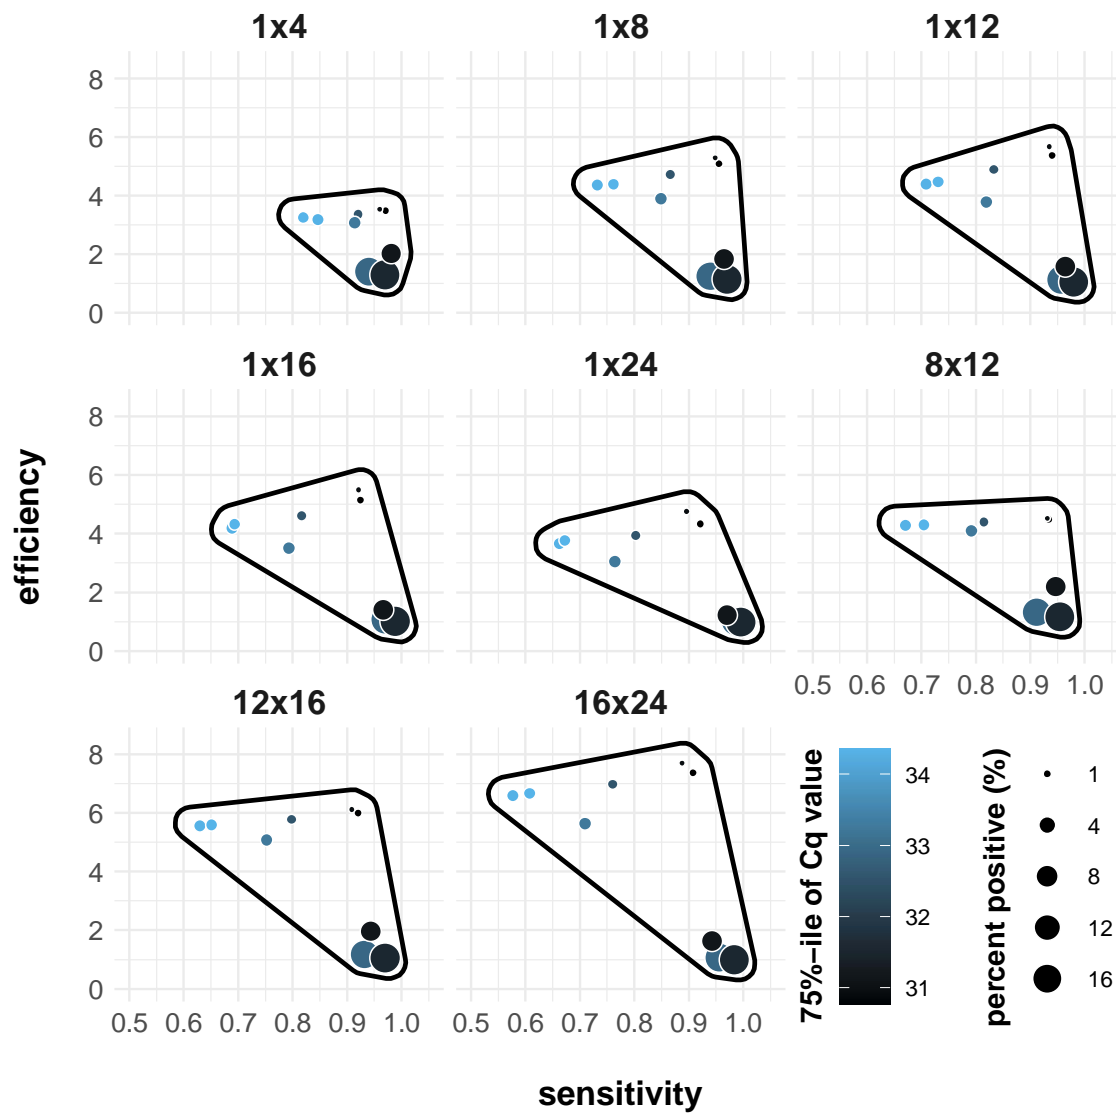 1x4
1x8
1x12
8
6
4
2
0
1x16
1x24
8x12
8
6
4
2
0
0.5 0.6 0.7 0.8 0.9 1.0
12x16
16x24
8
6
4
2
0
0.5 0.6 0.7 0.8 0.9 1.0
0.5 0.6 0.7 0.8 0.9 1.0
efficiency
sensitivity
75%−ile of Cq value
34
33
32
31
percent positive (%)
1
4
8
12
16